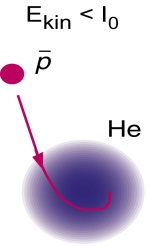 E_kin < I_0
p̄
He